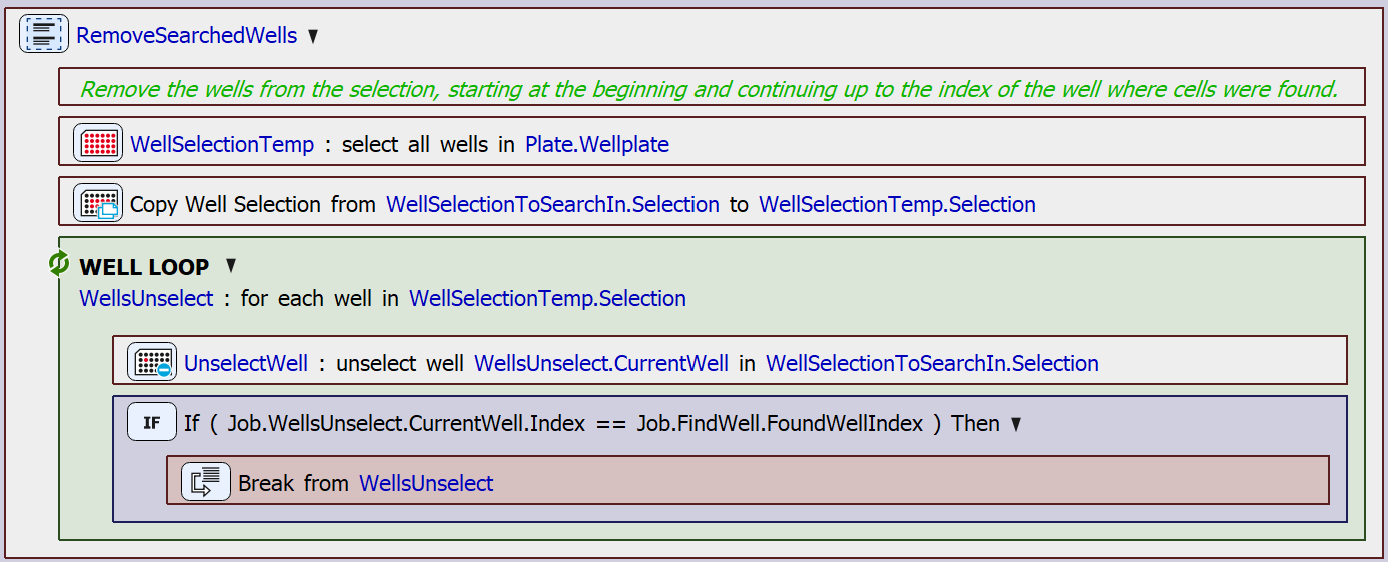 RemoveSearchedWells
Remove the wells from the selection, starting at the beginning and continuing up to the index of the well where cells were found.
WellSelectionTemp : select all wells in Plate.Wellplate
Copy Well Selection from WellSelectionToSearchIn.Selection to WellSelectionTemp.Selection
WELL LOOP
WellsUnselect : for each well in WellSelectionTemp.Selection
UnselectWell : unselect well WellsUnselect.CurrentWell in WellSelectionToSearchIn.Selection
IF If ( Job.WellsUnselect.CurrentWell.Index == Job.FindWell.FoundWellIndex ) Then
Break from WellsUnselect